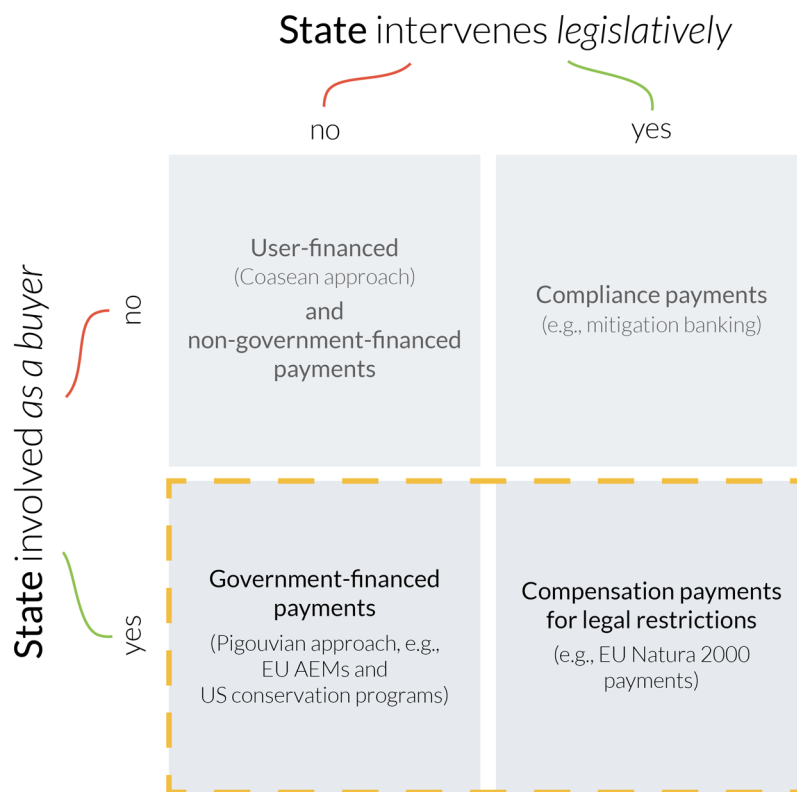 State intervenes legislatively
no
yes
State involved as a buyer
no
User-financed
(Coasean approach)
and
non-government-financed
payments
Compliance payments
(e.g., mitigation banking)
yes
Government-financed
payments
(Pigouvian approach, e.g.,
EU AEMs and
US conservation programs)
Compensation payments
for legal restrictions
(e.g., EU Natura 2000
payments)